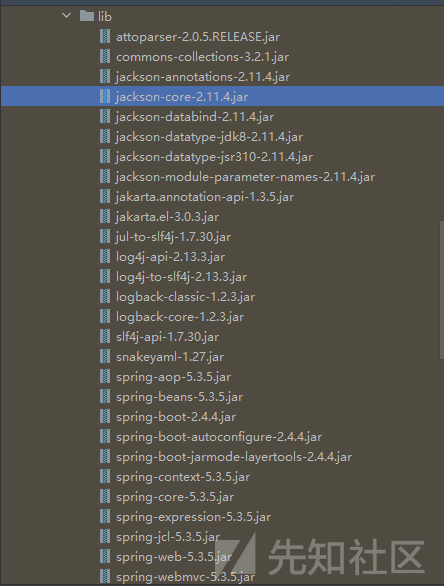 lib
attoparser-2.0.5.RELEASE.jar
commons-collections-3.2.1.jar
jackson-annotations-2.11.4.jar
jackson-core-2.11.4.jar
jackson-databind-2.11.4.jar
jackson-datatype-jdk8-2.11.4.jar
jackson-datatype-jsr310-2.11.4.jar
jackson-module-parameter-names-2.11.4.jar
jakarta.annotation-api-1.3.5.jar
jakarta.el-3.0.3.jar
jul-to-slf4j-1.7.30.jar
log4j-api-2.13.3.jar
log4j-to-slf4j-2.13.3.jar
logback-classic-1.2.3.jar
logback-core-1.2.3.jar
slf4j-api-1.7.30.jar
snakeyaml-1.27.jar
spring-aop-5.3.5.jar
spring-beans-5.3.5.jar
spring-boot-2.4.4.jar
spring-boot-autoconfigure-2.4.4.jar
spring-boot-jarmode-layertools-2.4.4.jar
spring-context-5.3.5.jar
spring-core-5.3.5.jar
spring-expression-5.3.5.jar
spring-jcl-5.3.5.jar
spring-web-5.3.5.jar
spring-webmvc-5.3.5.jar
先知社区